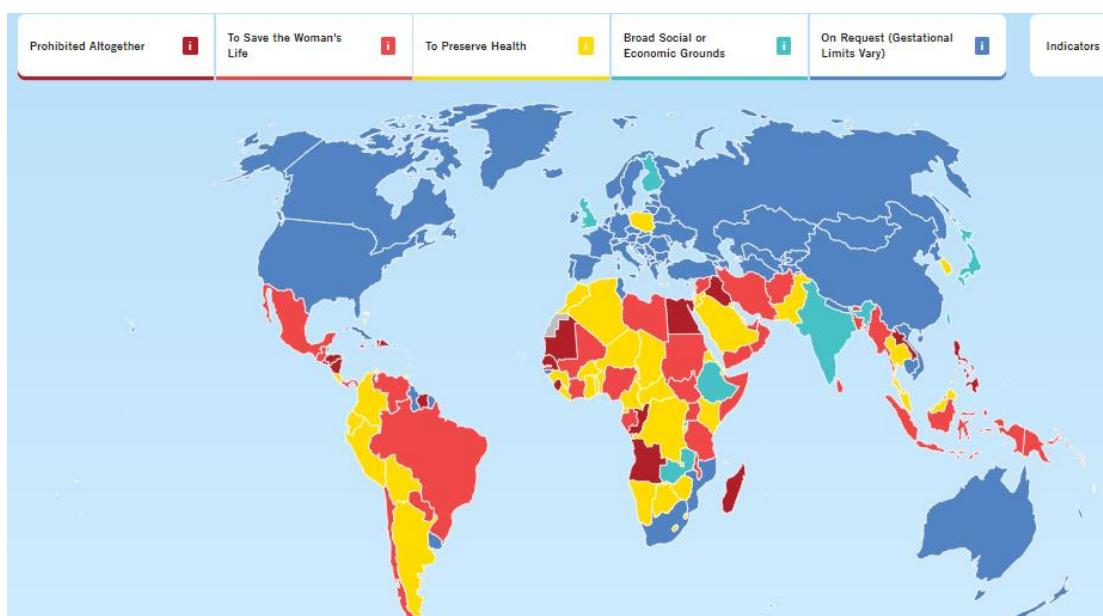 Prohibited Altogether
i
To Save the Woman's
Life
i
To Preserve Health
i
Broad Social or
Economic Grounds
i
On Request (Gestational
Limits Vary)
i
Indicators